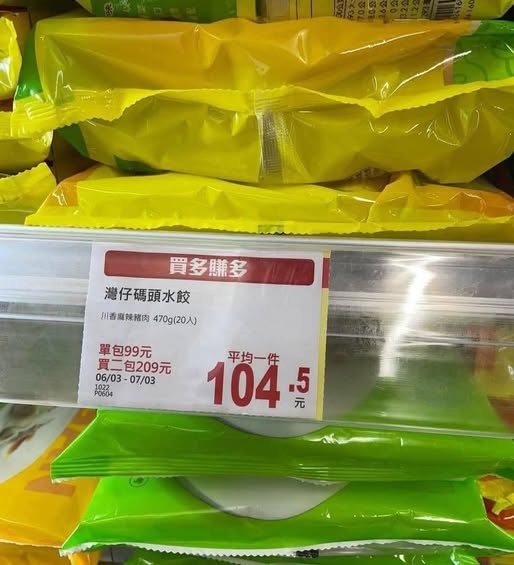 買多賺多
灣仔碼頭水餃
川香麻辣豬肉 470g(20入)
單包99元
買二包209元
06/03 - 07/03
1022
P0604
平均一件
104.5
元